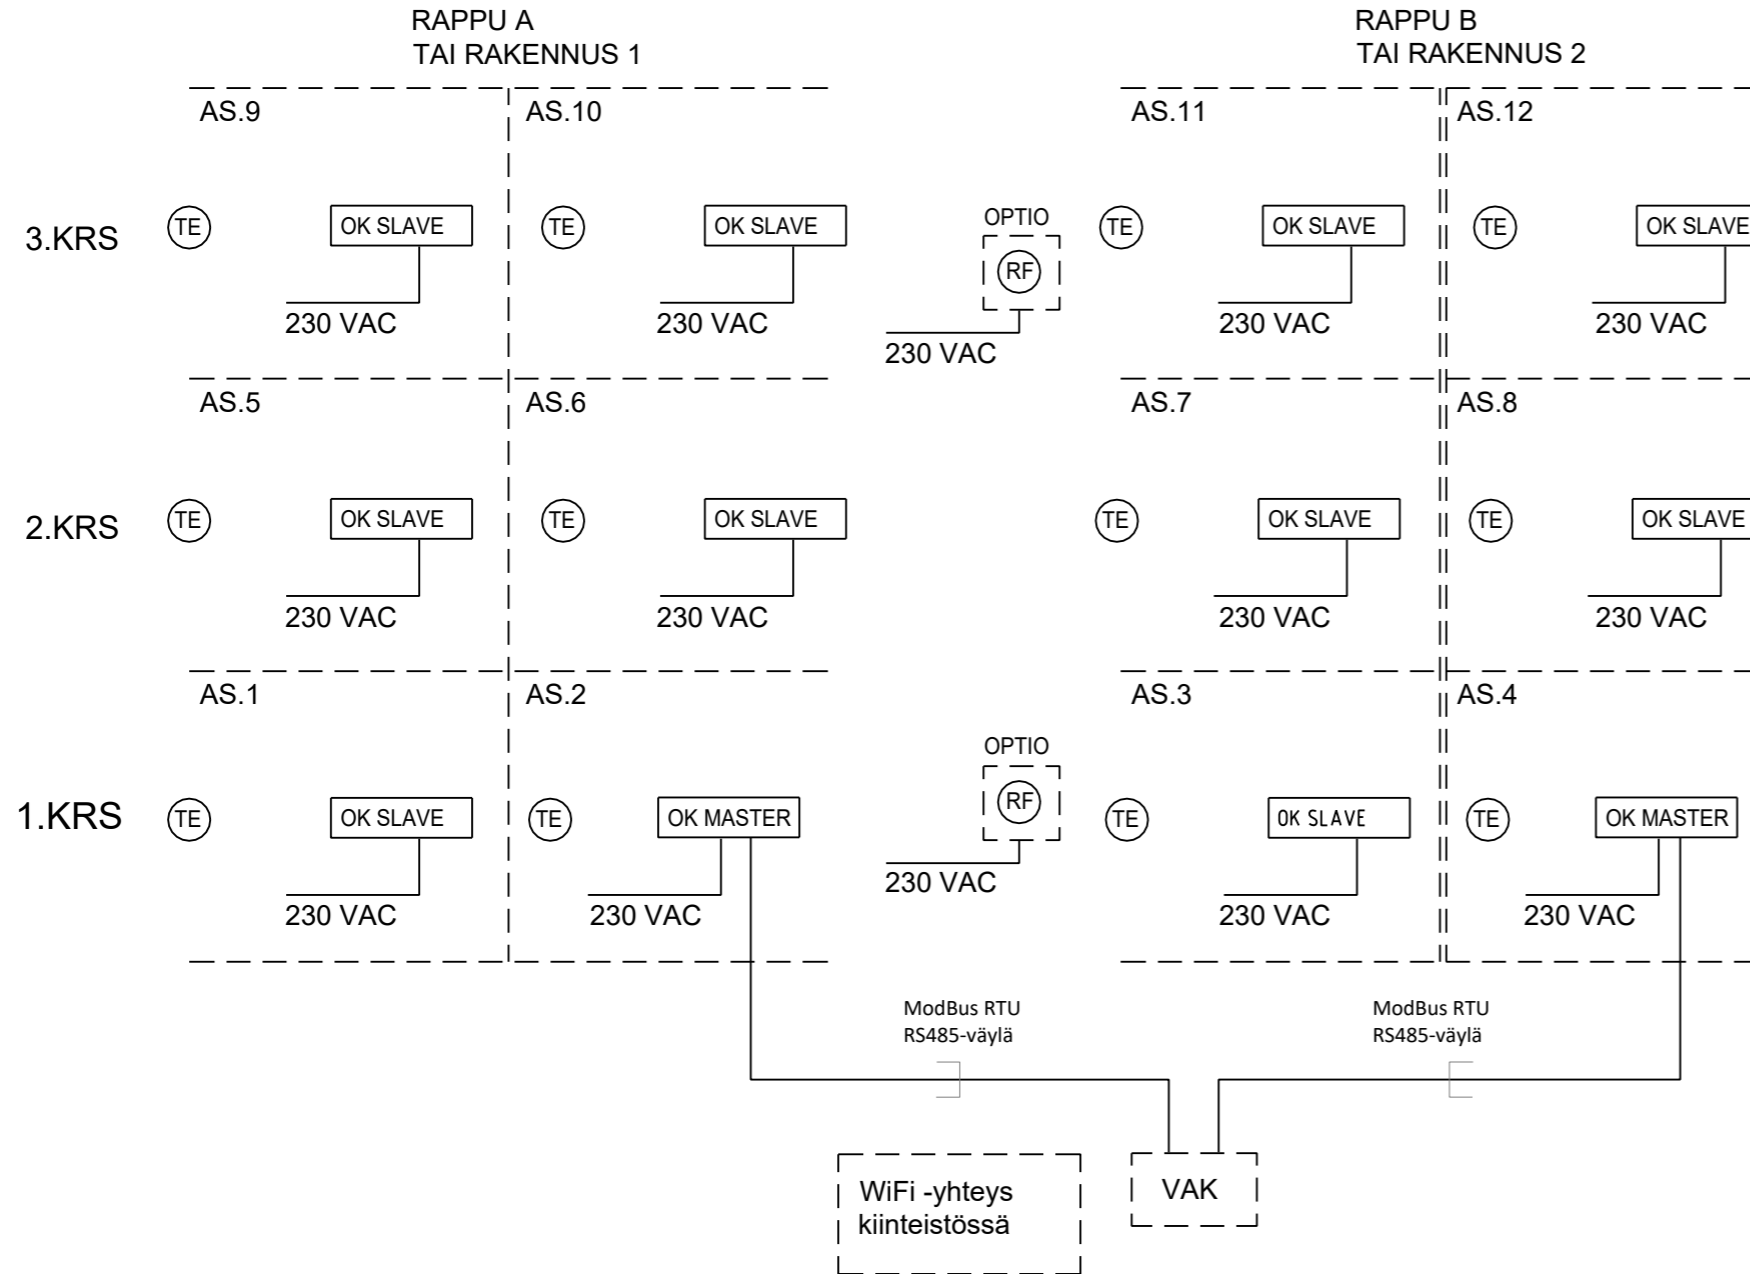 RAPPU A
TAI RAKENNUS 1
RAPPU B
TAI RAKENNUS 2
AS.9
AS.10
AS.11
AS.12
3.KRS
TE
OK SLAVE
230 VAC
TE
OK SLAVE
230 VAC
OPTIO
RF
230 VAC
TE
OK SLAVE
230 VAC
TE
OK SLAVE
230 VAC
AS.5
AS.6
AS.7
AS.8
2.KRS
TE
OK SLAVE
230 VAC
TE
OK SLAVE
230 VAC
TE
OK SLAVE
230 VAC
TE
OK SLAVE
230 VAC
AS.1
AS.2
AS.3
AS.4
1.KRS
TE
OK SLAVE
230 VAC
TE
OK MASTER
230 VAC
OPTIO
RF
230 VAC
TE
OK SLAVE
230 VAC
TE
OK MASTER
230 VAC
ModBus RTU
RS485-väylä
ModBus RTU
RS485-väylä
WiFi -yhteys
kiinteistössä
VAK